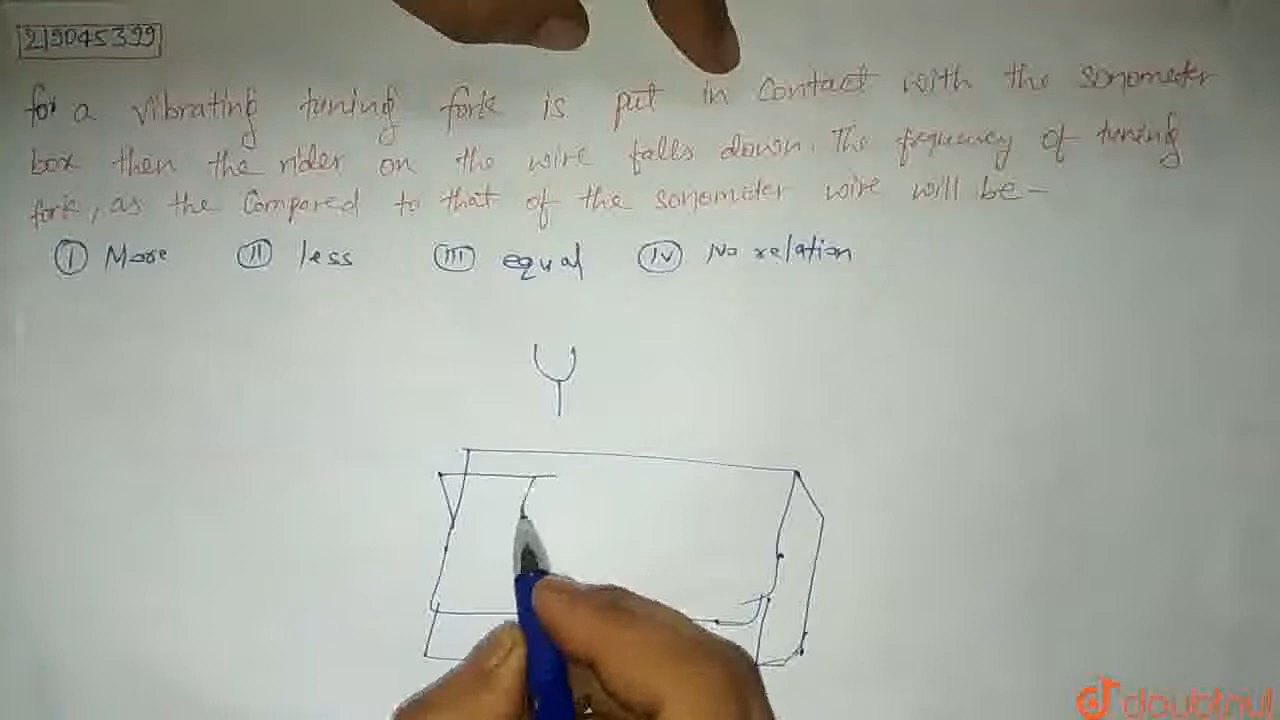 219045399
for a vibrating tuning fork is put in contact with the sonometer
box then the rider on the wire falls down. The frequency of tuning
fork, as the compared to that of the sonometer wire will be -
I More II less III equal IV No relation
doubtnut